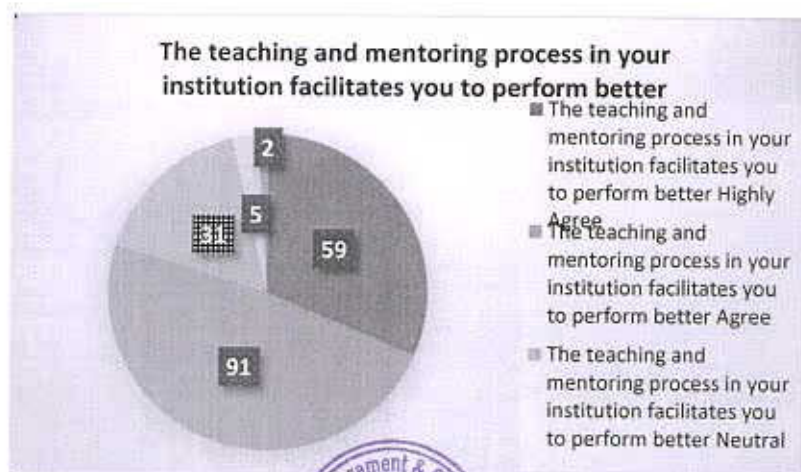 The teaching and mentoring process in your
institution facilitates you to perform better
The teaching and
mentoring process in your
institution facilitates you
to perform better Highly
Agree
The teaching and
mentoring process in your
institution facilitates you
to perform better Agree
The teaching and
mentoring process in your
institution facilitates you
to perform better Neutral
2
5
31
59
91